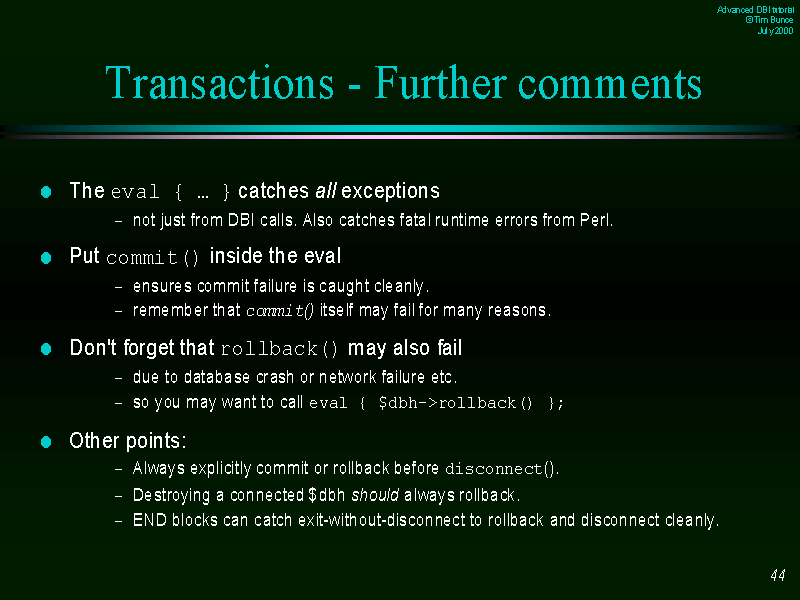 Advanced DBI tutorial
© Tim Bunce
July 2000
Transactions - Further comments
The eval { … } catches all exceptions
– not just from DBI calls. Also catches fatal runtime errors from Perl.
Put commit() inside the eval
– ensures commit failure is caught cleanly.
– remember that commit() itself may fail for many reasons.
Don't forget that rollback() may also fail
– due to database crash or network failure etc.
– so you may want to call eval { $dbh->rollback() };
Other points:
– Always explicitly commit or rollback before disconnect().
– Destroying a connected $dbh should always rollback.
– END blocks can catch exit-without-disconnect to rollback and disconnect cleanly.
44